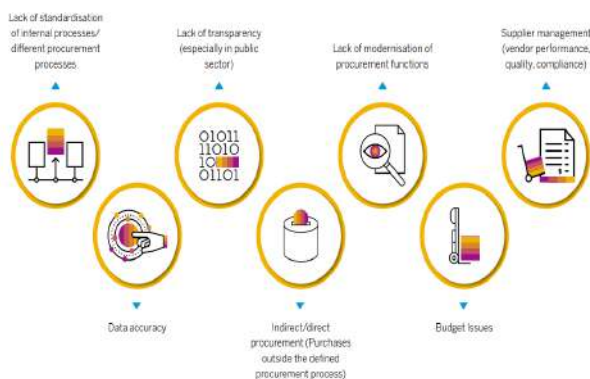 Lack of standardisation
of internal processes/
different procurement
processes
Lack of transparency
(especially in public
sector)
Lack of modernisation of
procurement functions
Supplier management
(vendor performance,
quality, compliance)
01011
11010
10
01101
Data accuracy
Indirect/direct
procurement (Purchases
outside the defined
procurement process)
Budget Issues